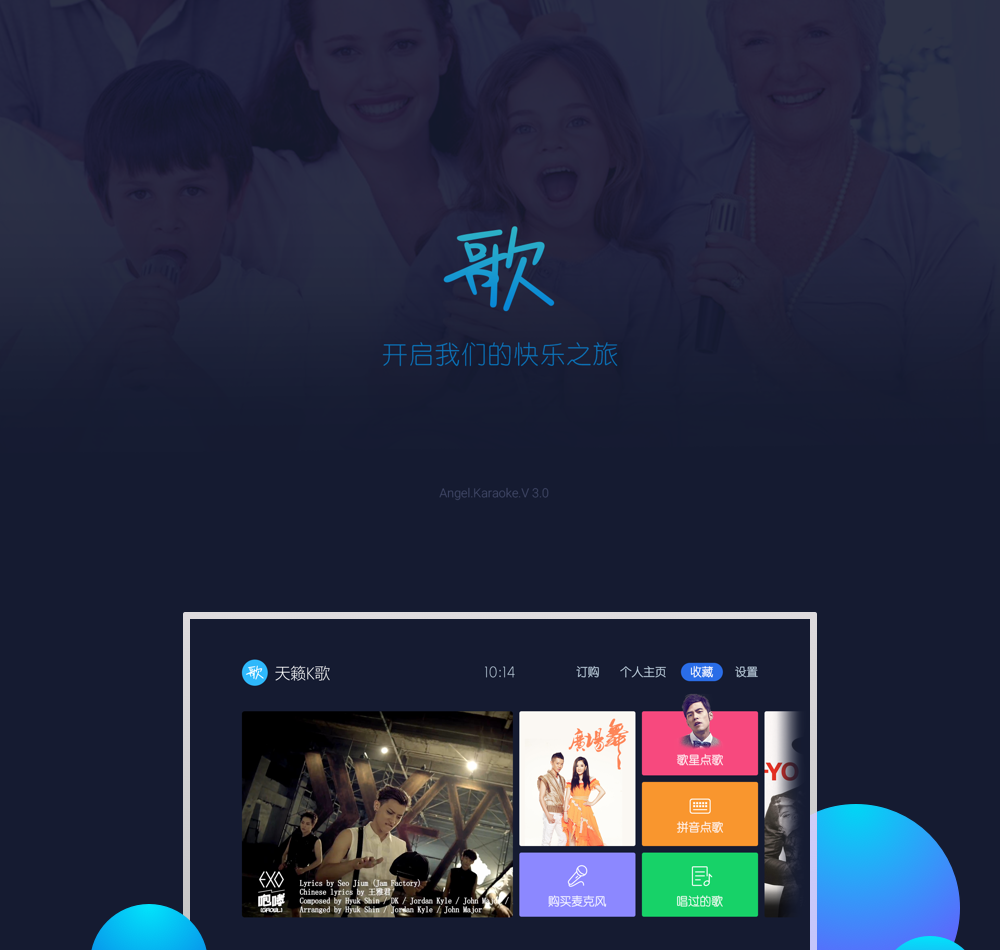 歌
开启我们的快乐之旅
Angel.Karaoke.V 3.0
歌 天籁K歌 10:14 订购 个人主页 收藏 设置
廣場舞
歌星点歌
-YO
拼音点歌
EXO
咆哮
(GROWL)
Lyrics by Seo Jium (Jam Factory)
Chinese lyrics by 王雅君
Composed by Hyuk Shin / DK / Jordan Kyle / John Major /
Arranged by Hyuk Shin / Jordan Kyle / John Major
购买麦克风
唱过的歌